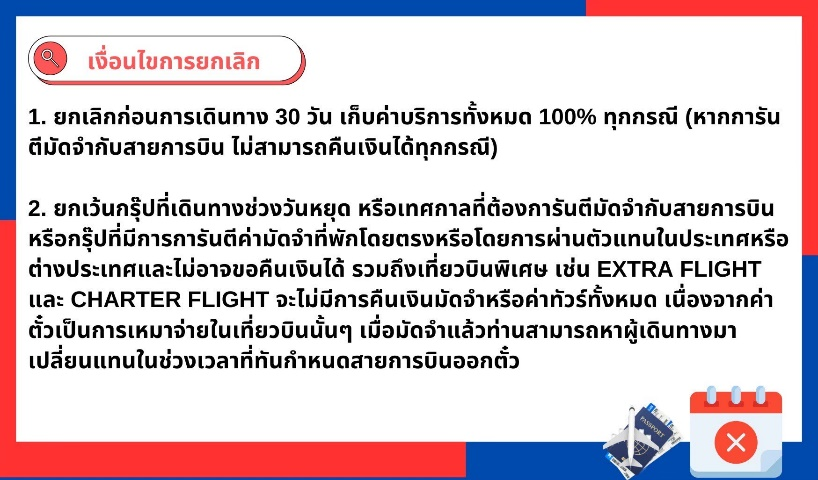 เงื่อนไขการยกเลิก
1. ยกเลิกก่อนการเดินทาง 30 วัน เก็บค่าบริการทั้งหมด 100% ทุกกรณี (หากการัน
ตีมัดจำกับสายการบิน ไม่สามารถคืนเงินได้ทุกกรณี)
2. ยกเว้นกรุ๊ปที่เดินทางช่วงวันหยุด หรือเทศกาลที่ต้องการันตีมัดจำกับสายการบิน
หรือกรุ๊ปที่มีการการันตีค่ามัดจำที่พักโดยตรงหรือโดยการผ่านตัวแทนในประเทศหรือ
ต่างประเทศและไม่อาจขอคืนเงินได้ รวมถึงเที่ยวบินพิเศษ เช่น EXTRA FLIGHT
และ CHARTER FLIGHT จะไม่มีการคืนเงินมัดจำหรือค่าทัวร์ทั้งหมด เนื่องจากค่า
ตั๋วเป็นการเหมาจ่ายในเที่ยวบินนั้นๆ เมื่อมัดจำแล้วท่านสามารถหาผู้เดินทางมา
เปลี่ยนแทนในช่วงเวลาที่ทันกำหนดสายการบินออกตั๋ว
PASSPORT